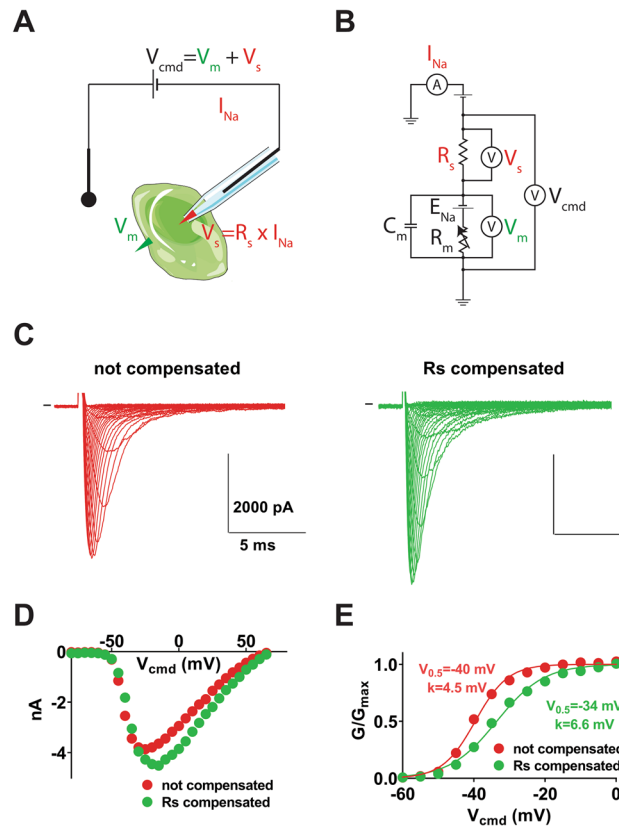 A
V_cmd=V_m + V_s
I_Na
V_m
V_s=R_s x I_Na
B
I_Na
A
R_s
V
V_s
V
V_cmd
E_Na
C_m
R_m
V
V_m
C
not compensated
Rs compensated
2000 pA
5 ms
D
-50
0
50
0
V_cmd (mV)
-2
nA
-4
not compensated
Rs compensated
E
1.0
V_0.5=-40 mV
k=4.5 mV
G/G_max
V_0.5=-34 mV
k=6.6 mV
0.5
not compensated
Rs compensated
0.0
-60
-40
-20
0
V_cmd (mV)